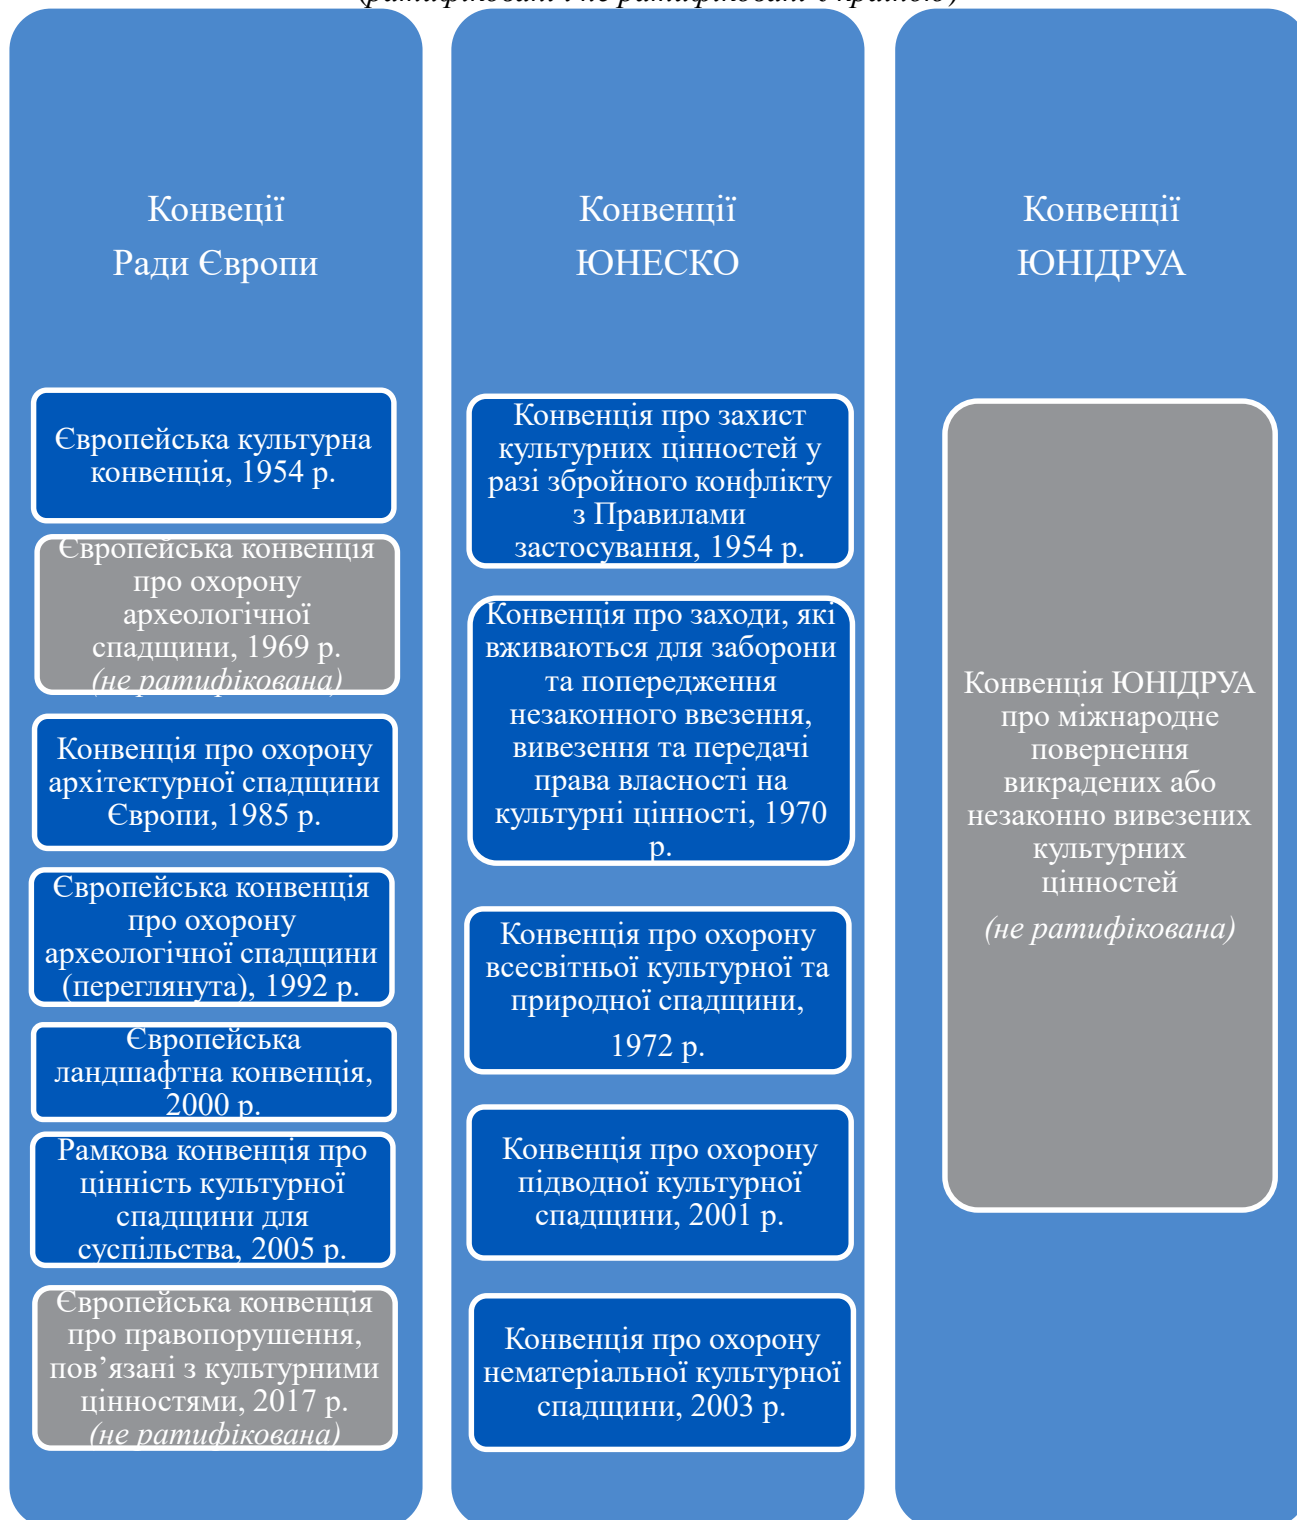 (ратифіковані і не ратифіковані Україною)
Конвеції
Ради Європи
Європейська культурна
конвенція, 1954 р.
Європейська конвенція
про охорону
археологічної
спадщини, 1969 р.
(не ратифікована)
Конвенція про охорону
архітектурної спадщини
Європи, 1985 р.
Європейська конвенція
про охорону
археологічної спадщини
(переглянута), 1992 р.
Європейська
ландшафтна конвенція,
2000 р.
Рамкова конвенція про
цінність культурної
спадщини для
суспільства, 2005 р.
Європейська конвенція
про правопорушення,
пов’язані з культурними
цінностями, 2017 р.
(не ратифікована)
Конвенції
ЮНЕСКО
Конвенція про захист
культурних цінностей у
разі збройного конфлікту
з Правилами
застосування, 1954 р.
Конвенція про заходи, які
вживаються для заборони
та попередження
незаконного ввезення,
вивезення та передачі
права власності на
культурні цінності, 1970
р.
Конвенція про охорону
всесвітньої культурної та
природної спадщини,
1972 р.
Конвенція про охорону
підводної культурної
спадщини, 2001 р.
Конвенція про охорону
нематеріальної культурної
спадщини, 2003 р.
Конвенції
ЮНІДРУА
Конвенція ЮНІДРУА
про міжнародне
повернення
викрадених або
незаконно вивезених
культурних
цінностей
(не ратифікована)